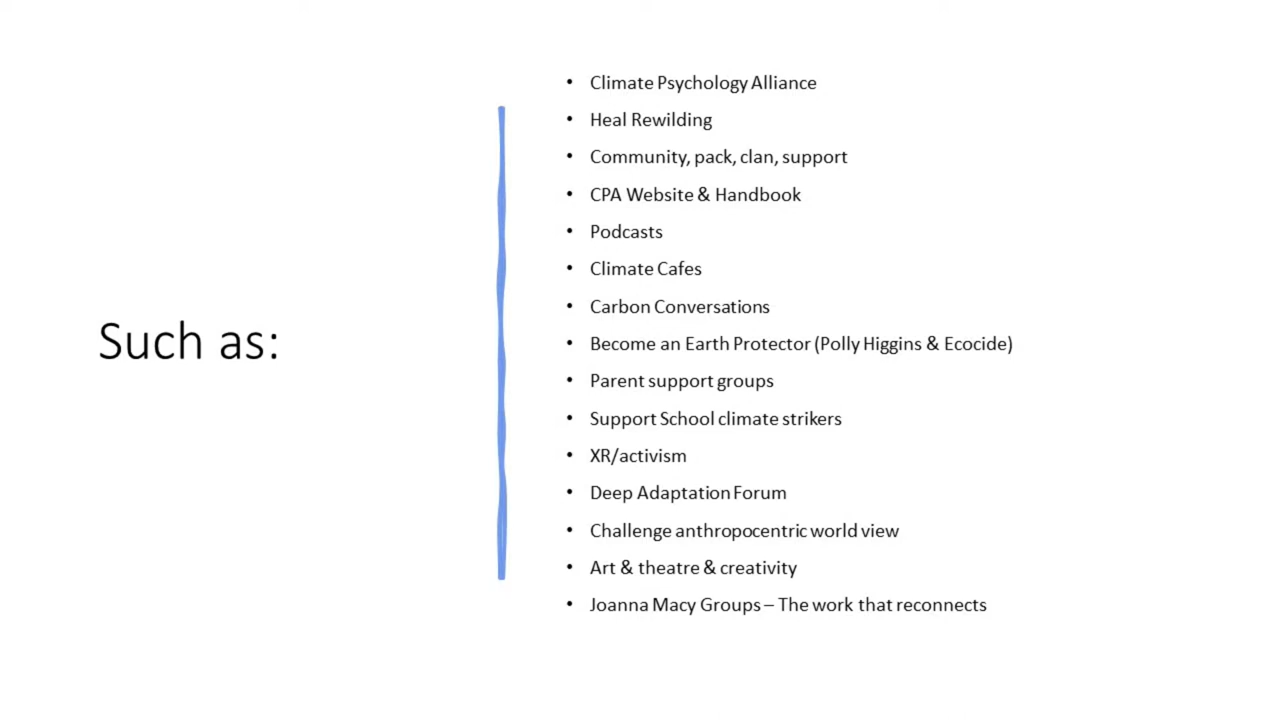 Such as:
• Climate Psychology Alliance
• Heal Rewilding
• Community, pack, clan, support
• CPA Website & Handbook
• Podcasts
• Climate Cafes
• Carbon Conversations
• Become an Earth Protector (Polly Higgins & Ecocide)
• Parent support groups
• Support School climate strikers
• XR/activism
• Deep Adaptation Forum
• Challenge anthropocentric world view
• Art & theatre & creativity
• Joanna Macy Groups – The work that reconnects